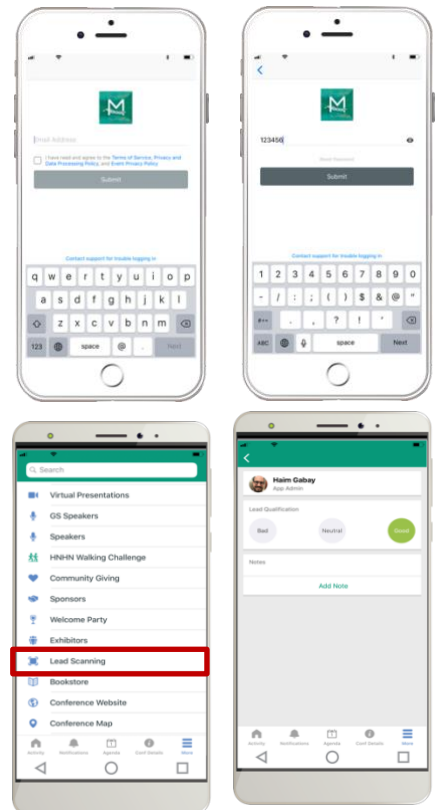 M
Email Address
I have read and agree to the Terms of Service, Privacy and
Data Processing Policy, and Event Privacy Policy
Submit
Contact support for trouble logging in
q w e r t y u i o p
a s d f g h j k l
z x c v b n m
123 space @ . Next
M
123456
Submit
Contact support for trouble logging in
1 2 3 4 5 6 7 8 9 0
- / : ; ( ) $ & @ "
#+= . , ? ! '
ABC space Next
Search
Virtual Presentations
GS Speakers
Speakers
HNHN Walking Challenge
Community Giving
Sponsors
Welcome Party
Exhibitors
Lead Scanning
Bookstore
Conference Website
Conference Map
Activity Notifications Agenda Conf Details More
Haim Gabay
App Admin
Lead Qualification
Bad Neutral Good
Notes
Add Note
Activity Notifications Agenda Conf Details More